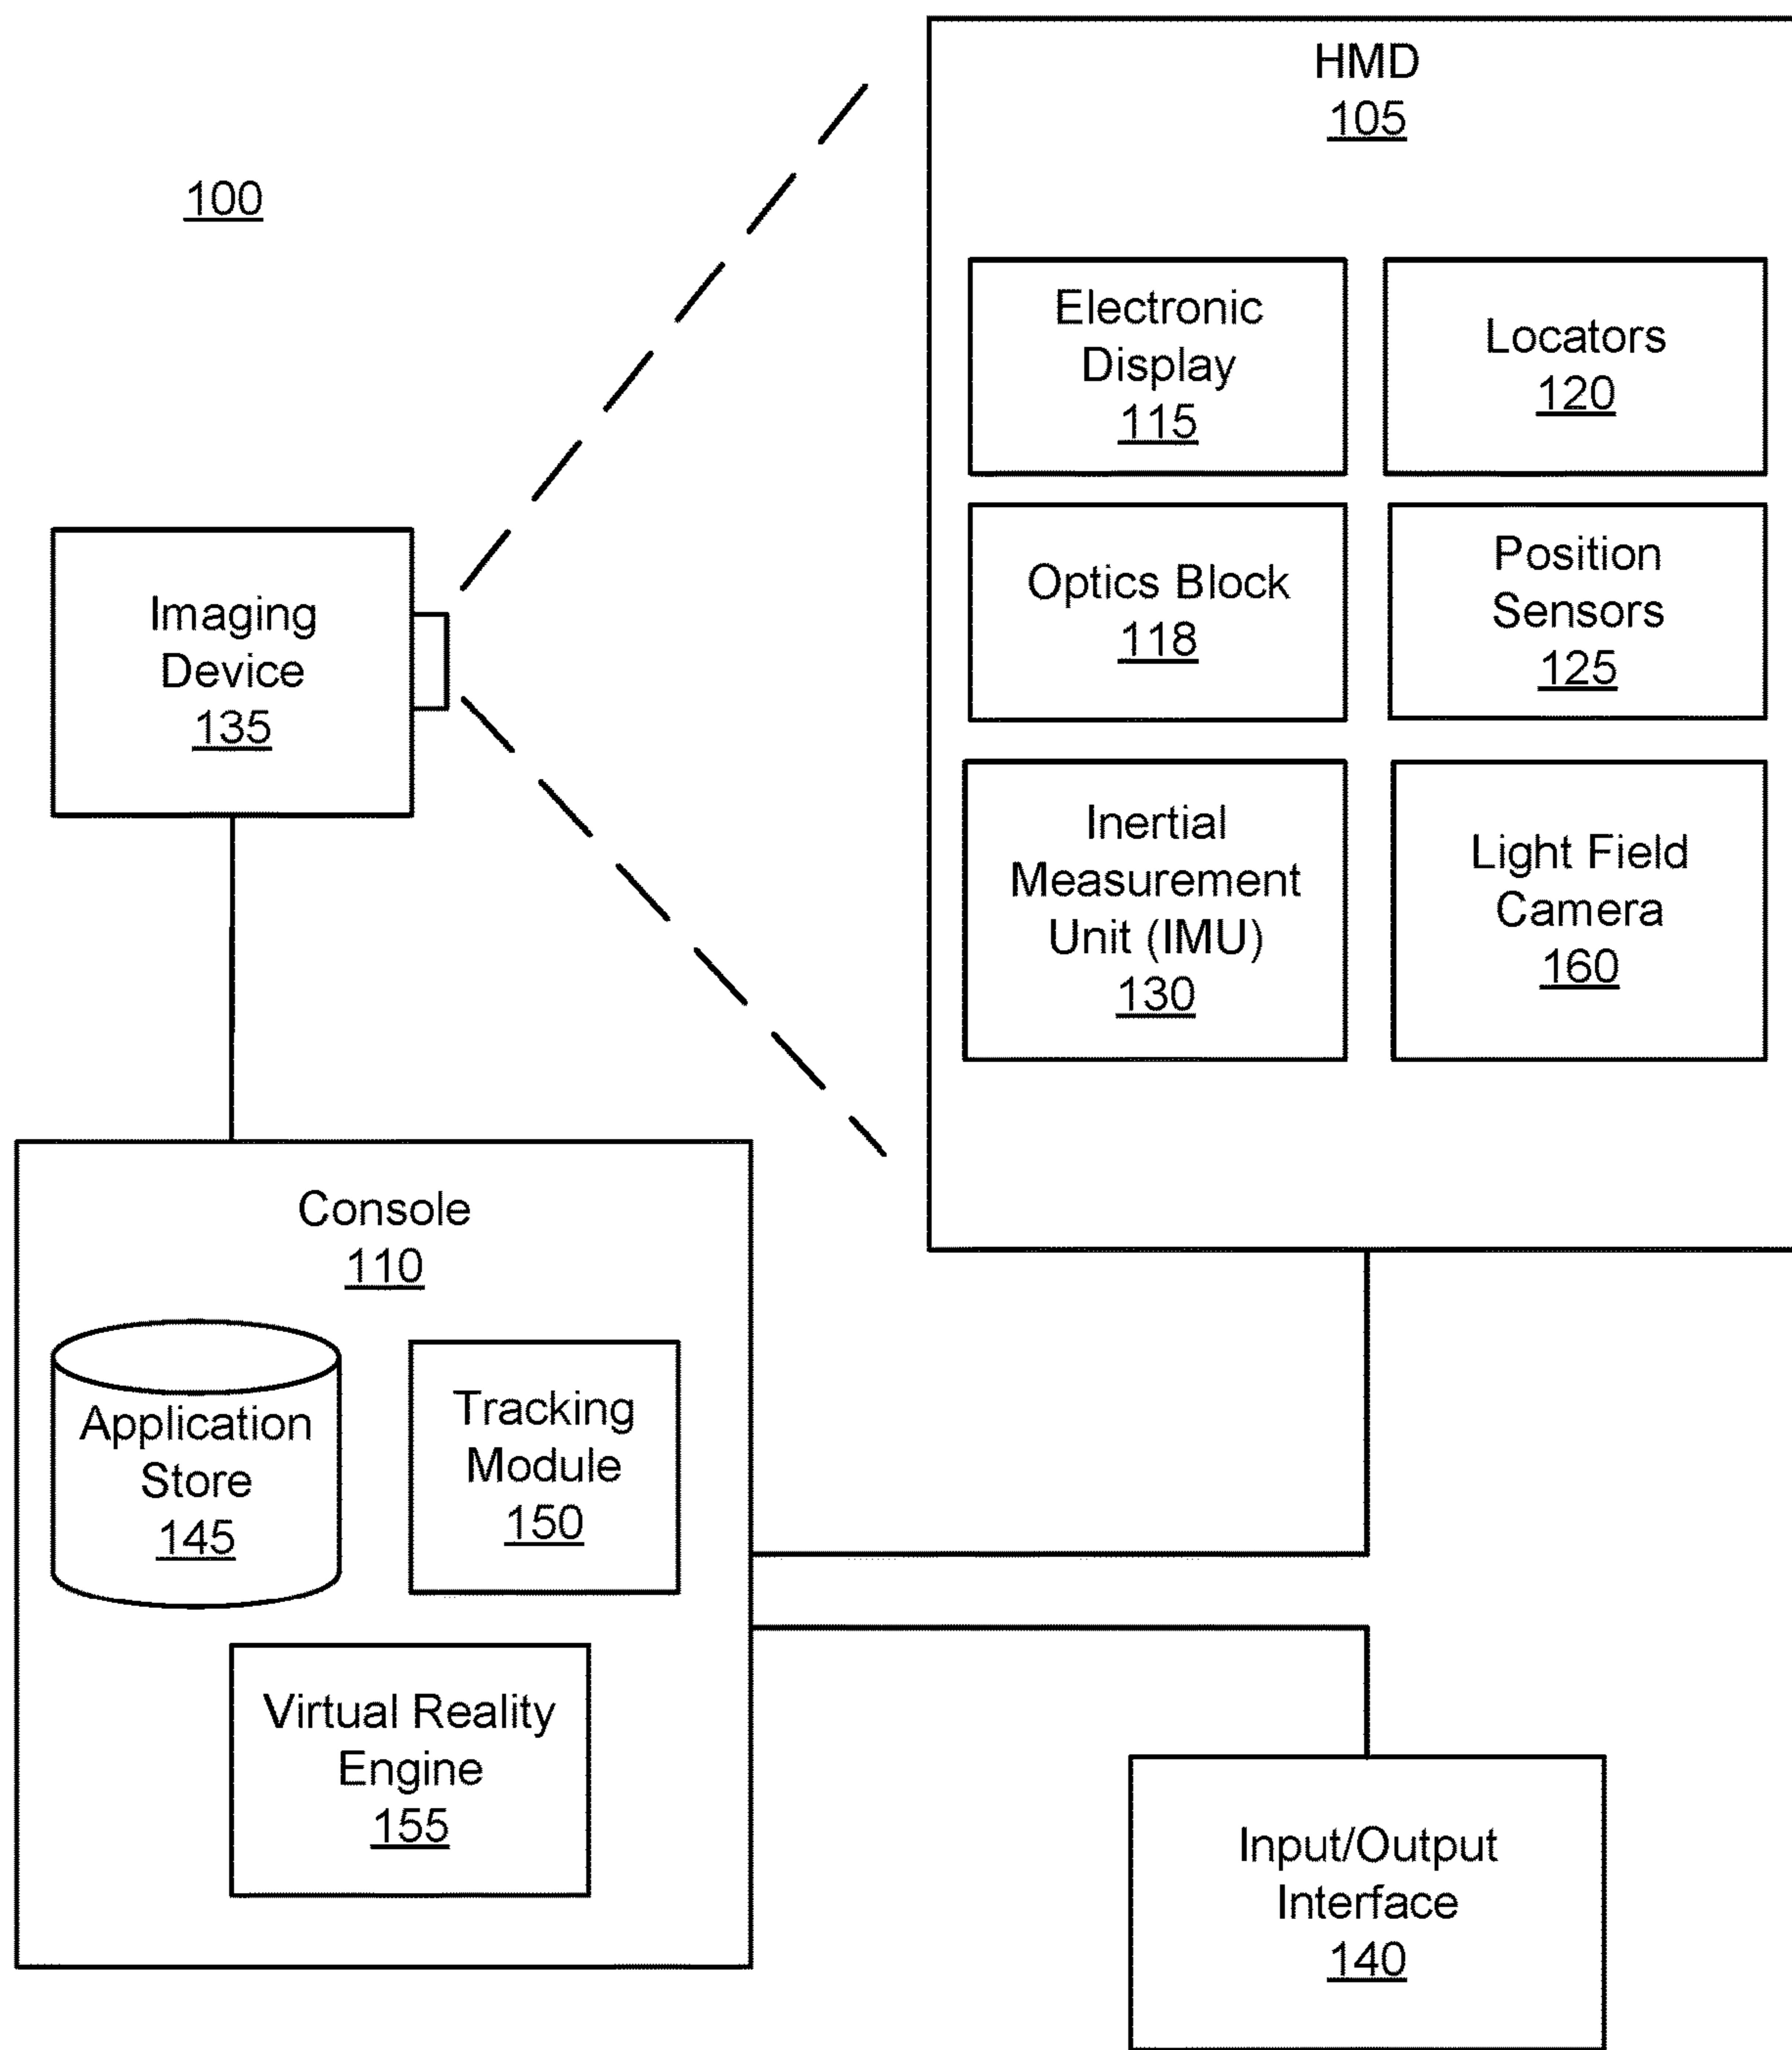 100
HMD
105
Electronic
Display
115
Locators
120
Optics Block
118
Position
Sensors
125
Inertial
Measurement
Unit (IMU)
130
Light Field
Camera
160
Imaging
Device
135
Console
110
Application
Store
145
Tracking
Module
150
Virtual Reality
Engine
155
Input/Output
Interface
140